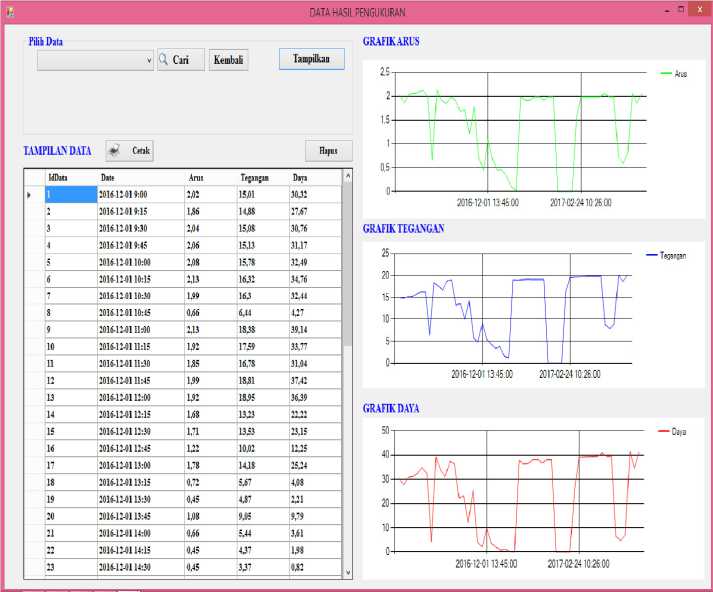 DATA HASIL PENGUKURAN
Pilih Data
Cari
Kembali
Tampilkan
TAMPILAN DATA
Cetak
Hapus
IdData Date Arus Tegangan Daya
1 2016-12-01 9:00 2,02 15,01 30,32
2 2016-12-01 9:15 1,86 14,88 27,67
3 2016-12-01 9:30 2,04 15,08 30,76
4 2016-12-01 9:45 2,06 15,13 31,17
5 2016-12-01 10:00 2,08 15,78 32,49
6 2016-12-01 10:15 2,13 16,32 34,76
7 2016-12-01 10:30 1,99 16,3 32,44
8 2016-12-01 10:45 0,66 6,44 4,27
9 2016-12-01 11:00 2,13 18,38 39,14
10 2016-12-01 11:15 1,92 17,59 33,77
11 2016-12-01 11:30 1,85 16,78 31,04
12 2016-12-01 11:45 1,99 18,81 37,42
13 2016-12-01 12:00 1,92 18,95 36,39
14 2016-12-01 12:15 1,68 13,23 22,22
15 2016-12-01 12:30 1,71 13,53 23,15
16 2016-12-01 12:45 1,22 10,02 12,25
17 2016-12-01 13:00 1,78 14,18 25,24
18 2016-12-01 13:15 0,72 5,67 4,08
19 2016-12-01 13:30 0,45 4,87 2,21
20 2016-12-01 13:45 1,08 9,05 9,79
21 2016-12-01 14:00 0,66 5,44 3,61
22 2016-12-01 14:15 0,45 4,37 1,98
23 2016-12-01 14:30 0,45 3,37 0,82
GRAFIK ARUS
2,5
2
1,5
1
0,5
0
2016-12-01 13:45:00 2017-02-24 10:26:00
Arus
GRAFIK TEGANGAN
25
20
15
10
5
0
2016-12-01 13:45:00 2017-02-24 10:26:00
Tegangan
GRAFIK DAYA
50
40
30
20
10
0
2016-12-01 13:45:00 2017-02-24 10:26:00
Daya